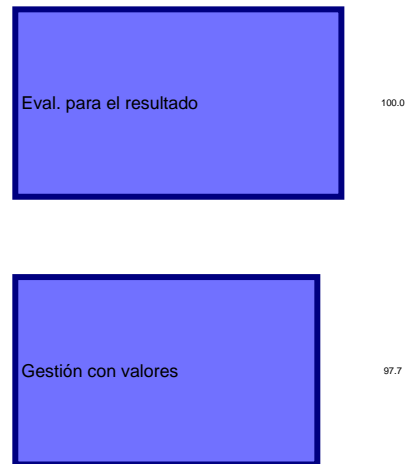 Eval. para el resultado
100.0
Gestión con valores
97.7